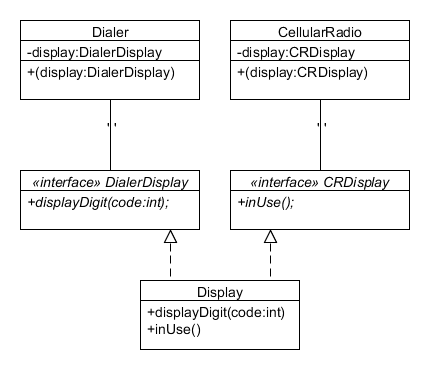 Dialer
-display:DialerDisplay
+(display:DialerDisplay)
CellularRadio
-display:CRDisplay
+(display:CRDisplay)
' '
' '
«interface» DialerDisplay
+displayDigit(code:int);
«interface» CRDisplay
+inUse();
Display
+displayDigit(code:int)
+inUse()